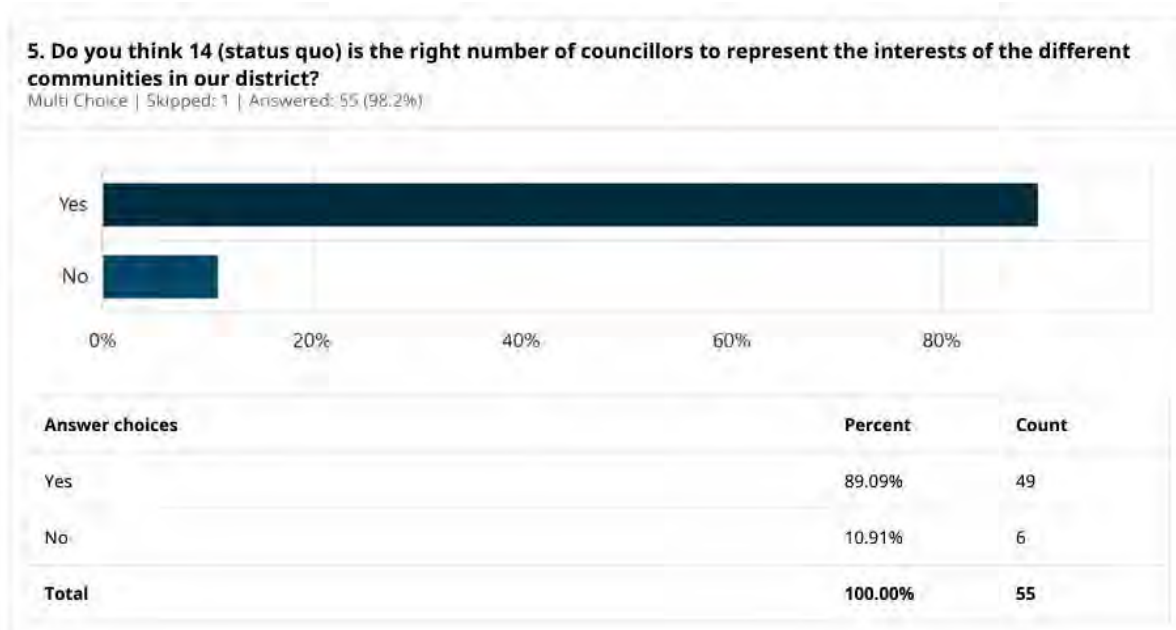 5. Do you think 14 (status quo) is the right number of councillors to represent the interests of the different
communities in our district?
Multi Choice | Skipped: 1 | Answered: 55 (98.2%)
Yes
No
0% 20% 40% 60% 80%
Answer choices Percent Count
Yes 89.09% 49
No 10.91% 6
Total 100.00% 55